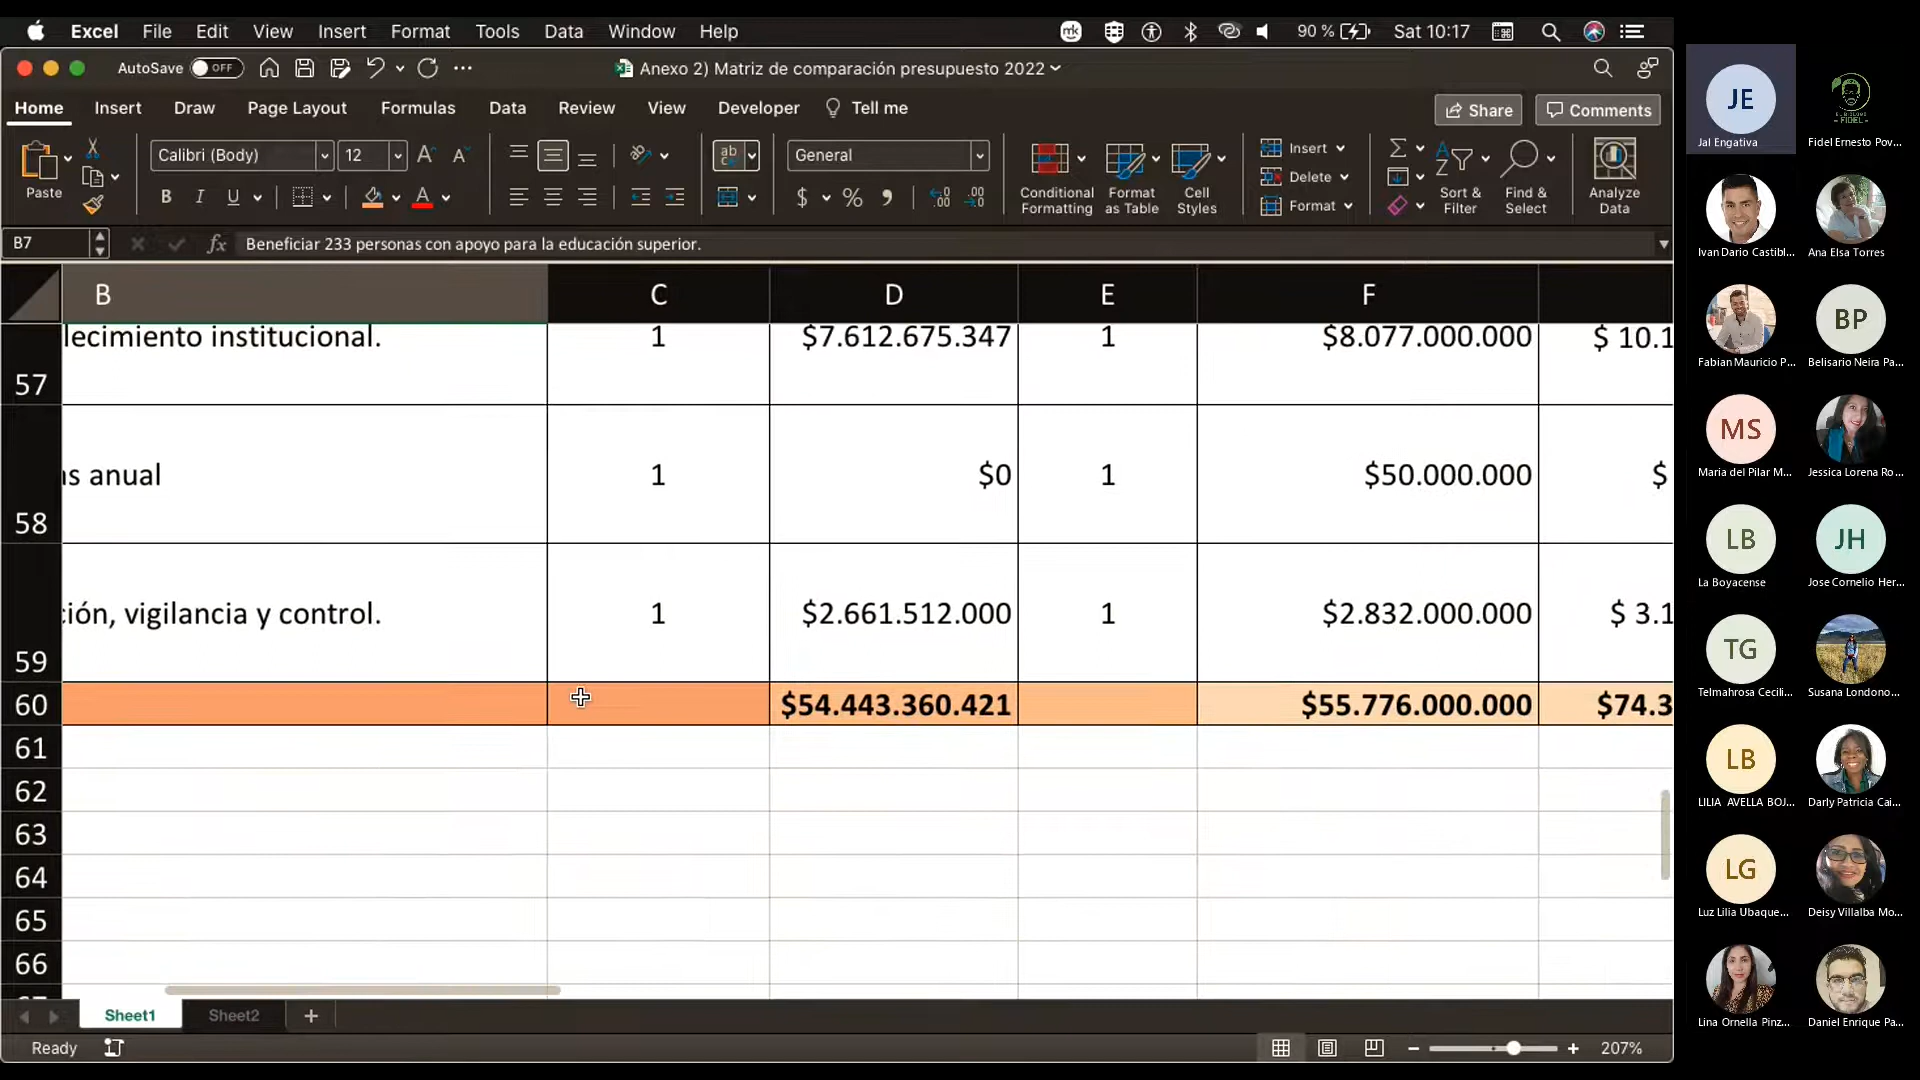 Excel File Edit View Insert Format Tools Data Window Help 90 % Sat 10:17
AutoSave OFF Anexo 2) Matriz de comparación presupuesto 2022
Home Insert Draw Page Layout Formulas Data Review View Developer Tell me Share Comments
Paste Calibri (Body) 12 General
Conditional Formatting Format as Table Cell Styles Insert Delete Format Sort & Filter Find & Select Analyze Data
B7 fx Beneficiar 233 personas con apoyo para la educación superior.
B C D E F
57 lecimiento institucional. 1 $7.612.675.347 1 $8.077.000.000 $ 10.1
58 as anual 1 $0 1 $50.000.000 $
59 ción, vigilancia y control. 1 $2.661.512.000 1 $2.832.000.000 $ 3.1
60 $54.443.360.421 $55.776.000.000 $74.3
61
62
63
64
65
66
Sheet1 Sheet2 +
Ready 207%
JE
Jal Engativa
EL BILOGO
- FIDEL -
Fidel Ernesto Pov...
Ivan Dario Castibl...
Ana Elsa Torres
Fabian Mauricio P...
BP
Belisario Neira Pa...
MS
Maria del Pilar M...
Jessica Lorena Ro...
LB
La Boyacense
JH
Jose Cornelio Her...
TG
Telmahrosa Cecili...
Susana Londono...
LB
LILIA AVELLA BOJ...
Darly Patricia Cai...
LG
Luz Lilia Ubaque...
Deisy Villalba Mo...
Lina Ornella Pinz...
Daniel Enrique Pa...